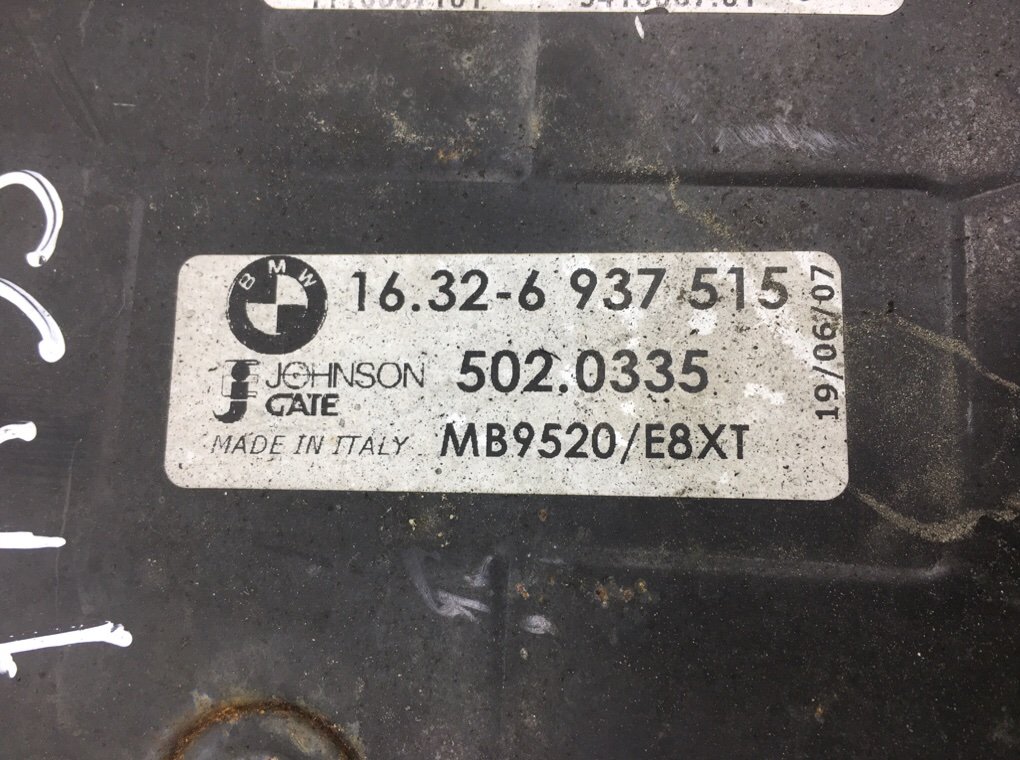 BMW
16.32-6 937 515
JOHNSON
GATE
502.0335
MADE IN ITALY
MB9520/E8XT
19/06/07